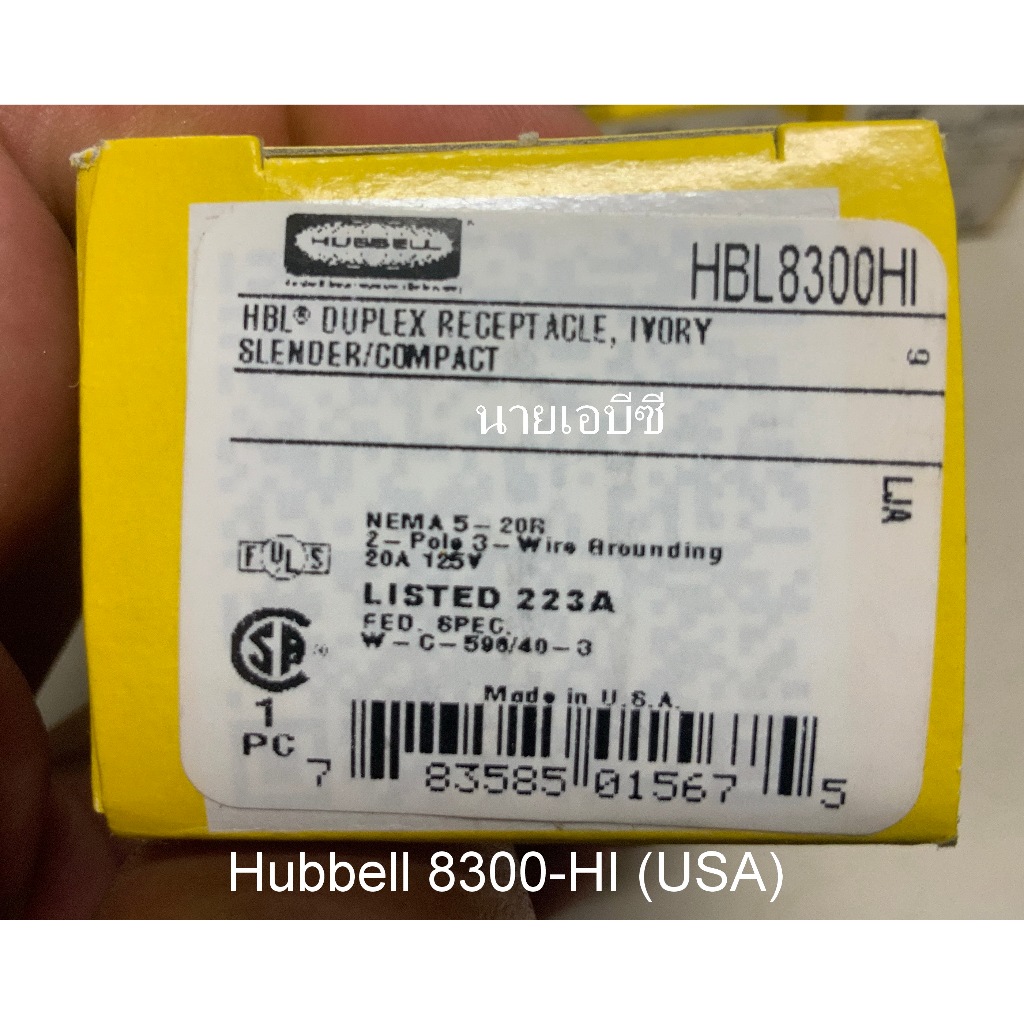 HUBBELL
HBL8300HI
HBL® DUPLEX RECEPTACLE, IVORY
SLENDER/COMPACT
9
นายเอบีซี
LJA
NEMA 5-20R
2-Pole 3-Wire Grounding
20A 125V
FULS
LISTED 223A
FED. SPEC.
W-C-596/40-3
Made in U.S.A.
1
PC
7 83585 01567 5
Hubbell 8300-HI (USA)